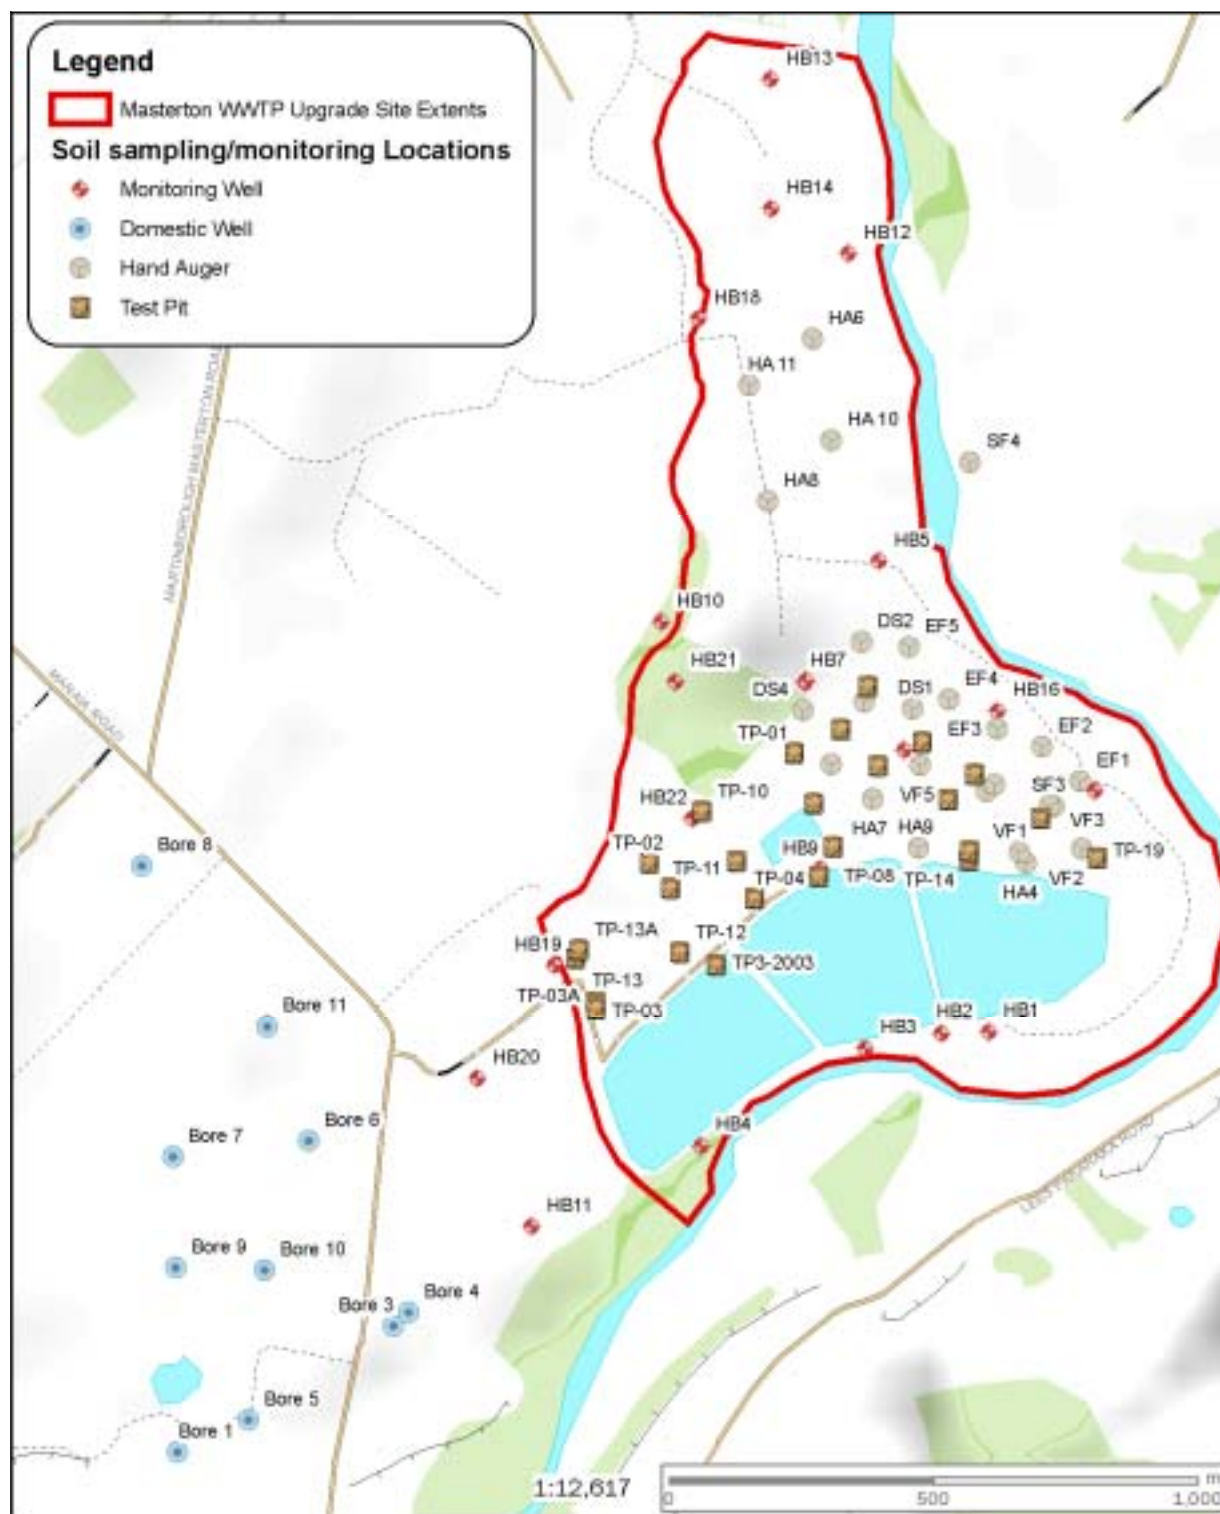 Legend
Masterton WWTP Upgrade Site Extents
Soil sampling/monitoring Locations
Monitoring Well
Domestic Well
Hand Auger
Test Pit
HB13
HB14
HB12
HB18
HA6
HA 11
HA 10
SF4
HA8
HB5
MARTINBOROUGH MASTERTON ROAD
HB10
DS2
EF5
HB21
HB7
MANAIA ROAD
DS4
DS1
EF4
HB16
TP-01
EF3
EF2
EF1
HB22
TP-10
VF5
SF3
HA7
HA9
VF1
VF3
Bore 8
TP-02
TP-11
HB9
TP-04
TP-08
TP-14
HA4
VF2
TP-19
HB19
TP-13A
TP-12
TP3-2003
TP-03A
TP-13
TP-03
Bore 11
HB3
HB2
HB1
HB20
Bore 7
Bore 6
HB4
HB11
Bore 9
Bore 10
Bore 3
Bore 4
Bore 5
Bore 1
1:12,617
m
0
500
1,000